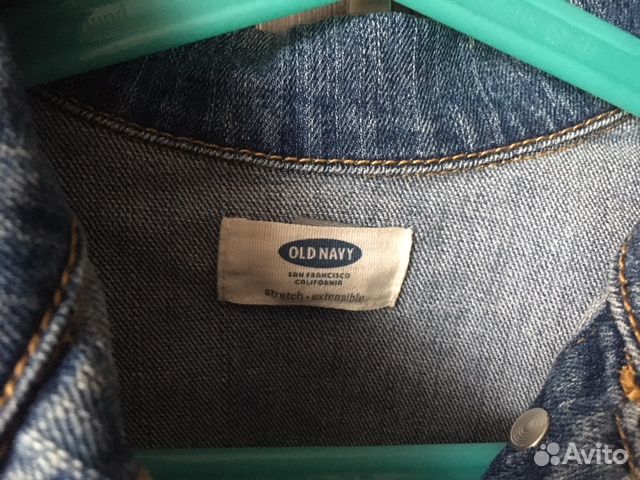 OLD NAVY
SAN FRANCISCO
CALIFORNIA
stretch • extensible
Avito